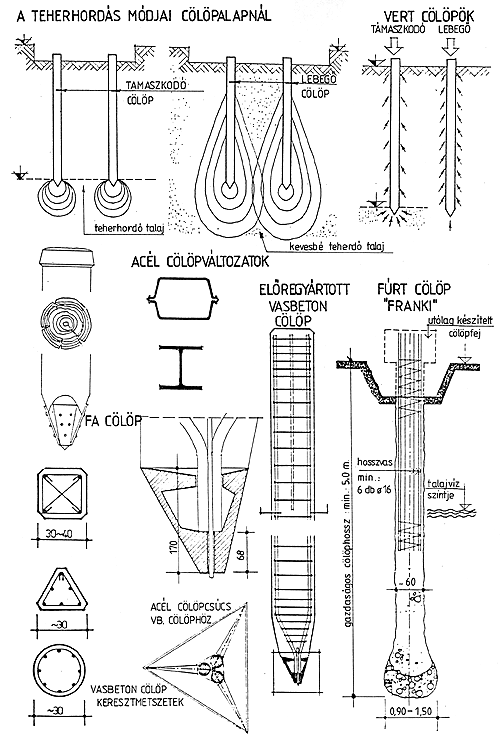 A TEHERHORDÁS MÓDJAI CÖLÖPALAPNÁL
VERT CÖLÖPÖK
TÁMASZKODÓ
LEBEGŐ
TÁMASZKODÓ
CÖLÖP
LEBEGŐ
CÖLÖP
teherhordó talaj
kevesbé teherdó talaj
ACÉL CÖLÖPVÁLTOZATOK
ELŐREGYÁRTOTT
VASBETON
CÖLÖP
FÚRT CÖLÖP
"FRANKI"
utólag készített
cölöpfej
FA CÖLÖP
hosszvas
min.:
6 db ø 16
talajvíz
szintje
gazdaságos cölöphossz: min.: 5,0 m.
30~40
170
68
~60
~30
ACÉL CÖLÖPCSÚCS
VB. CÖLÖPHÖZ
VASBETON CÖLÖP
KERESZTMETSZETEK
~30
0,90-1,50